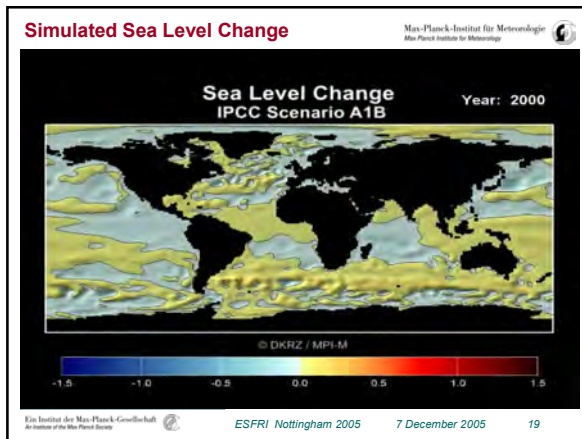 Simulated Sea Level Change
Max-Planck-Institut für Meteorologie
Max Planck Institute for Meteorology
Sea Level Change
IPCC Scenario A1B
Year: 2000
© DKRZ / MPI-M
-1.5 -1.0 -0.5 0.0 0.5 1.0 1.5
Ein Institut der Max-Planck-Gesellschaft
An Institute of the Max Planck Society
ESFRI Nottingham 2005 7 December 2005 19